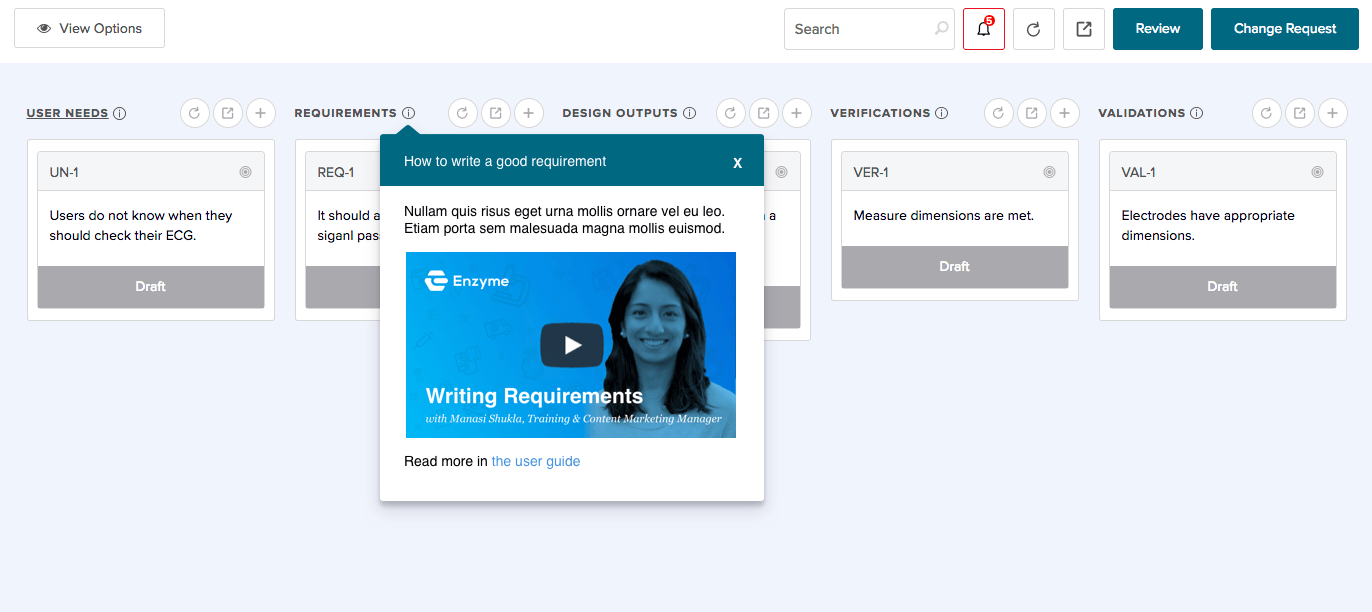 View Options
Search
5
Review
Change Request
USER NEEDS
REQUIREMENTS
DESIGN OUTPUTS
VERIFICATIONS
VALIDATIONS
UN-1
Users do not know when they
should check their ECG.
Draft
REQ-1
It should a
siganl pas
How to write a good requirement
X
Nullam quis risus eget urna mollis ornare vel eu leo.
Etiam porta sem malesuada magna mollis euismod.
Enzyme
Writing Requirements
with Manasi Shukla, Training & Content Marketing Manager
Read more in the user guide
a
VER-1
Measure dimensions are met.
Draft
VAL-1
Electrodes have appropriate
dimensions.
Draft